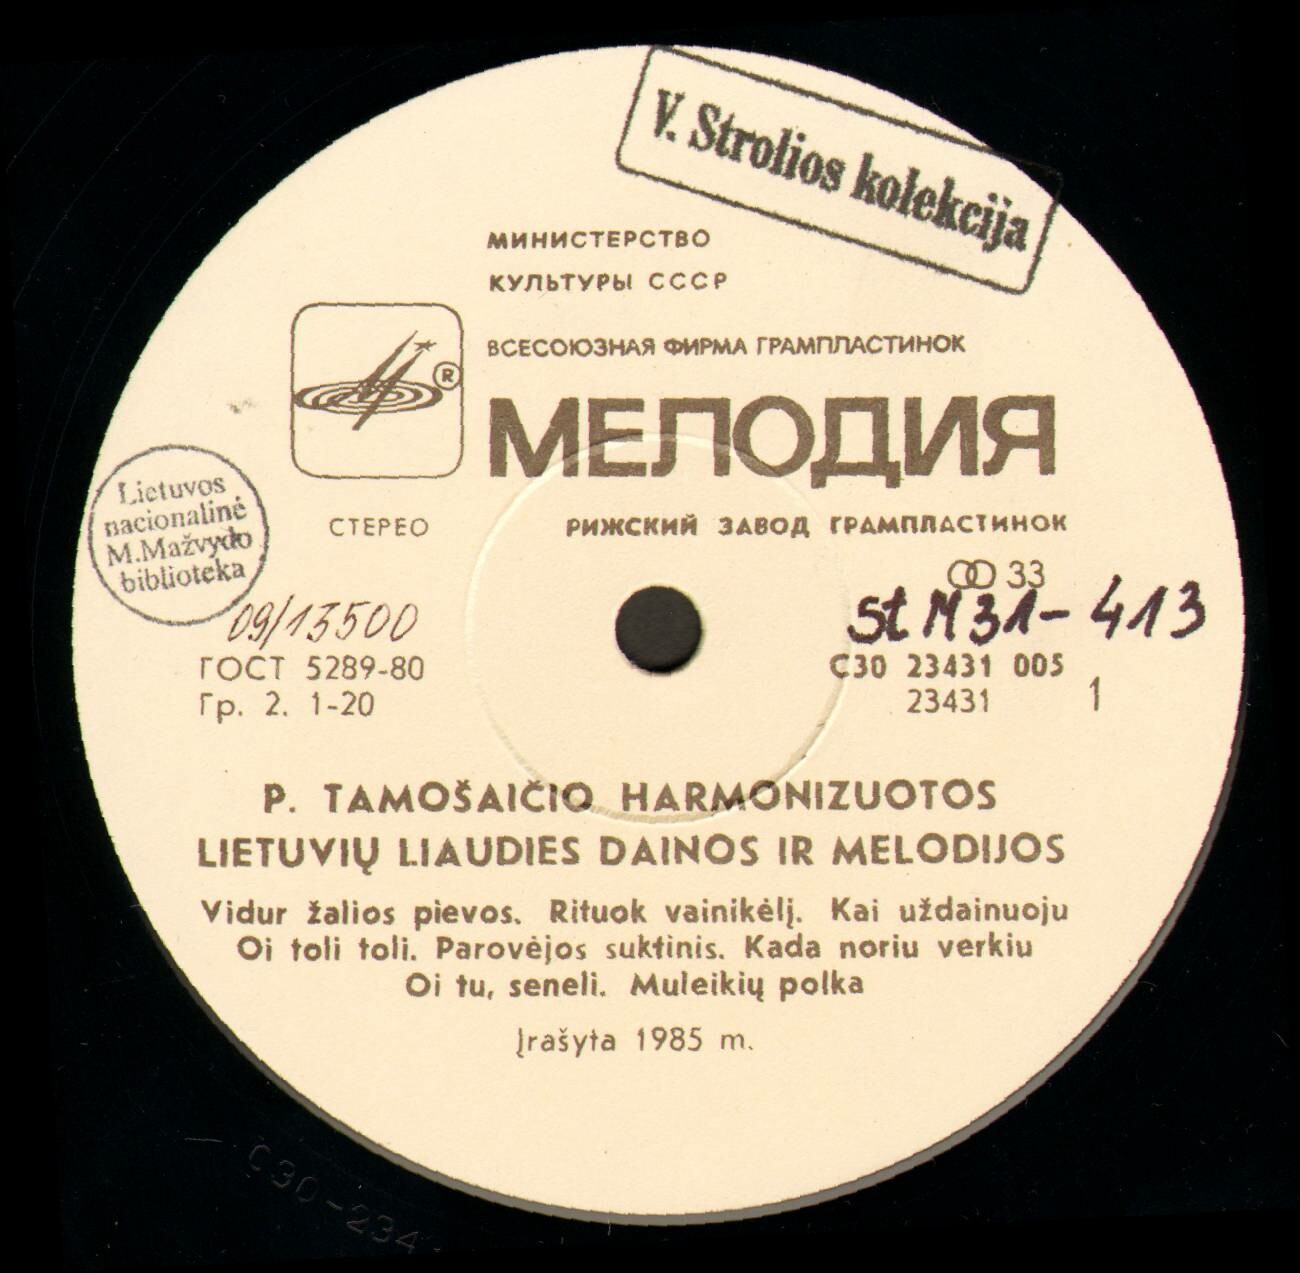 V. Strolios kolekcija
МИНИСТЕРСТВО
КУЛЬТУРЫ СССР
ВСЕСОЮЗНАЯ ФИРМА ГРАМПЛАСТИНОК
®
МЕЛОДИЯ
Lietuvos
nacionalinė
M.Mažvydo
biblioteka
СТЕРЕО
РИЖСКИЙ ЗАВОД ГРАМПЛАСТИНОК
33
09/13500
st M31-413
ГОСТ 5289-80
С30 23431 005
Гр. 2. 1-20
23431 1
P. TAMOŠAIČIO HARMONIZUOTOS
LIETUVIŲ LIAUDIES DAINOS IR MELODIJOS
Vidur žalios pievos. Rituok vainikėlį. Kai uždainuoju
Oi toli toli. Parovėjos suktinis. Kada noriu verkiu
Oi tu, seneli. Muleikių polka
Įrašyta 1985 m.
С30-234